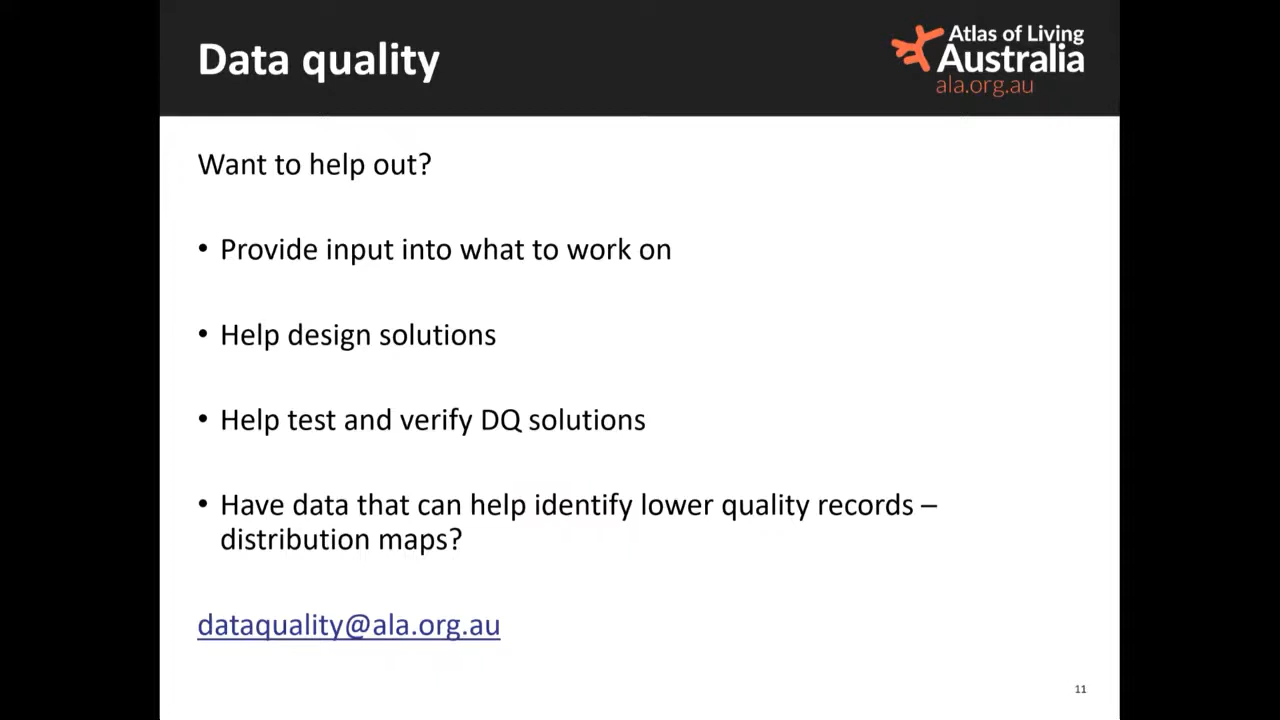 Data quality
Atlas of Living
Australia
ala.org.au
Want to help out?
• Provide input into what to work on
• Help design solutions
• Help test and verify DQ solutions
• Have data that can help identify lower quality records –
distribution maps?
dataquality@ala.org.au
11